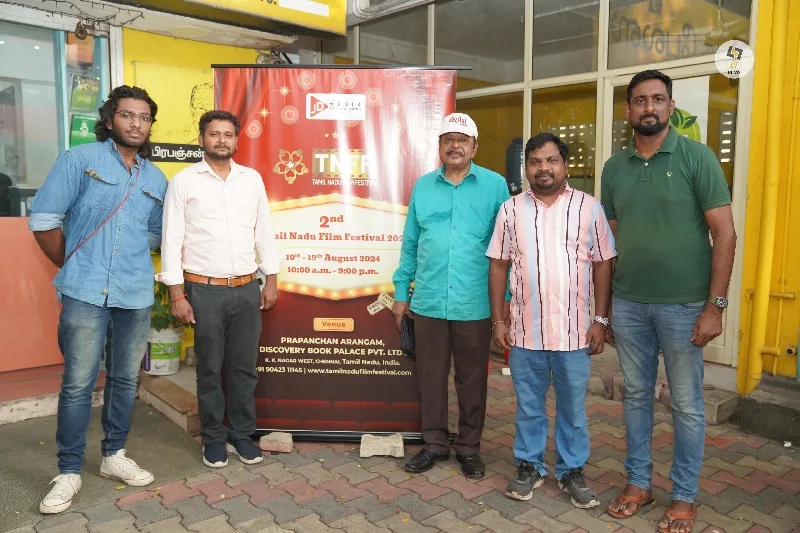 பிரபஞ்சன்
TNFF
TAMIL NADU FILM FESTIVAL
2nd
Tamil Nadu Film Festival 202
10th - 19th August 2024
10:00 a.m. - 9:00 p.m.
Venue
PRAPANCHAN ARANGAM,
DISCOVERY BOOK PALACE PVT. LTD.
K. K. NAGAR WEST, CHENNAI, Tamil Nadu, India.
+91 90423 11145 | www.tamilnadufilmfestival.com
NEWS